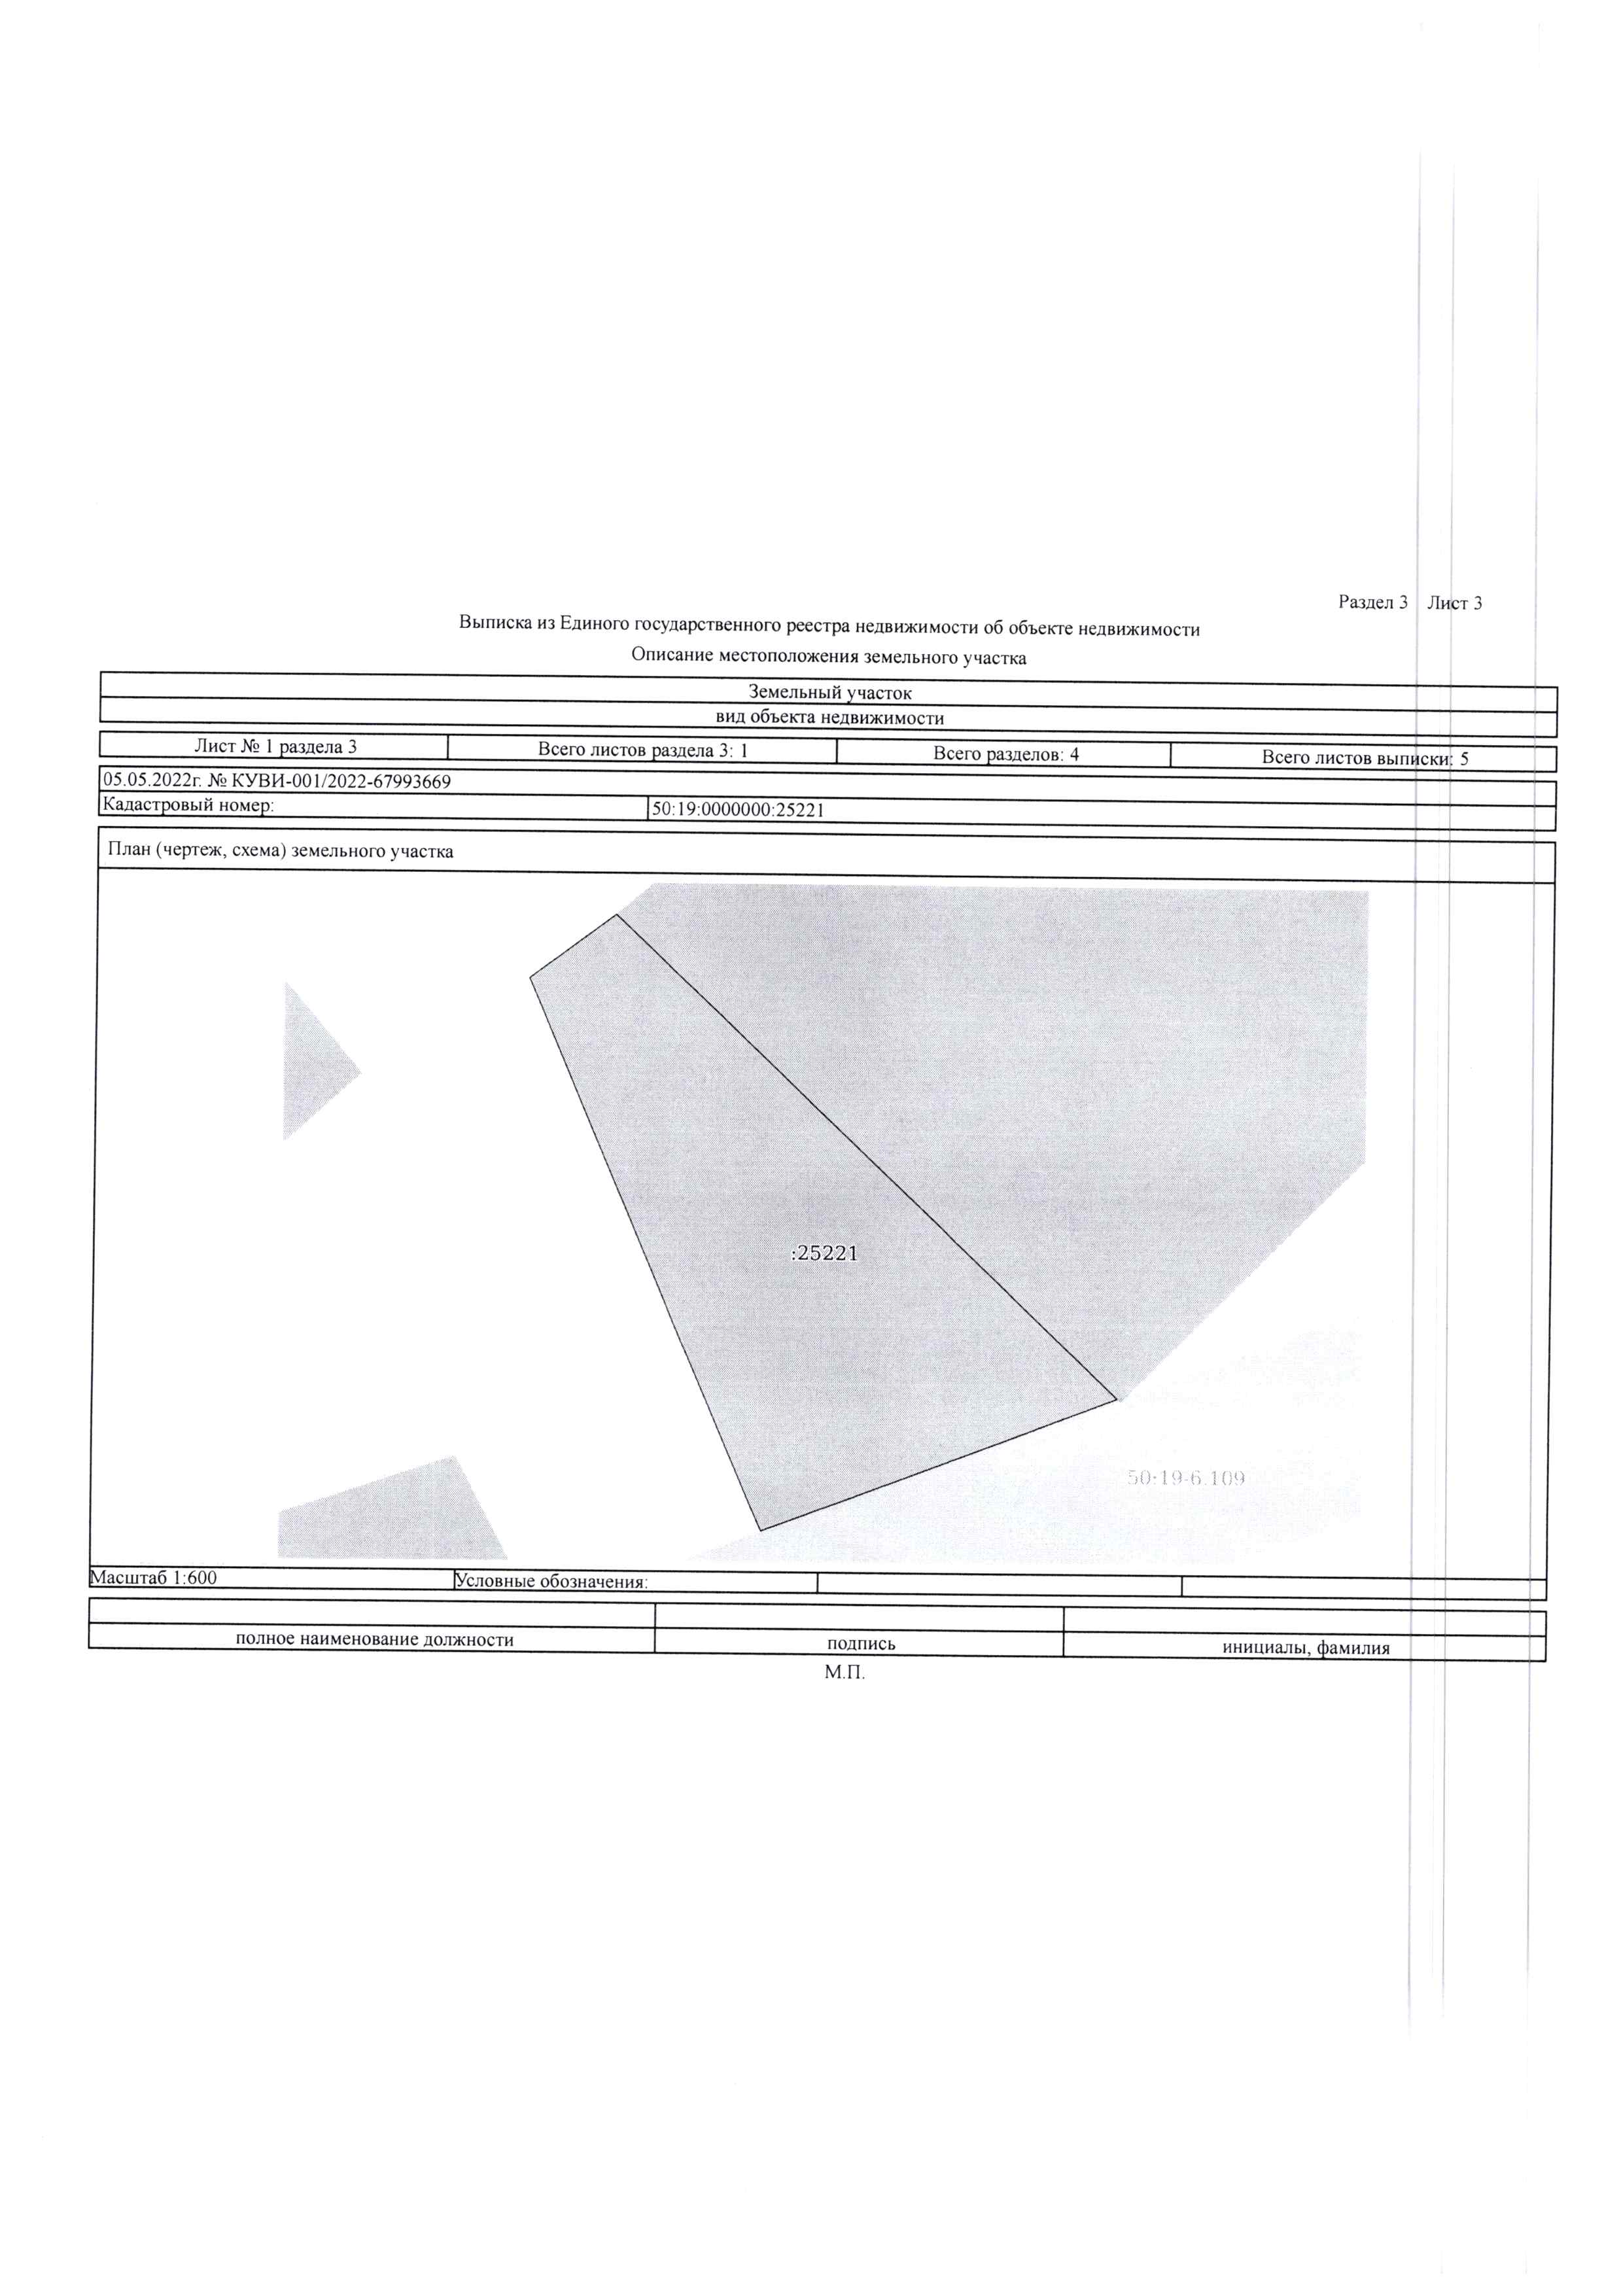 Раздел 3 Лист 3
Выписка из Единого государственного реестра недвижимости об объекте недвижимости
Описание местоположения земельного участка
Земельный участок
вид объекта недвижимости
Лист № 1 раздела 3 Всего листов раздела 3: 1 Всего разделов: 4 Всего листов выписки: 5
05.05.2022г. № КУВИ-001/2022-67993669
Кадастровый номер: 50:19:0000000:25221
План (чертеж, схема) земельного участка
:25221
50:19-6.109
Масштаб 1:600 Условные обозначения:
полное наименование должности подпись инициалы, фамилия
М.П.